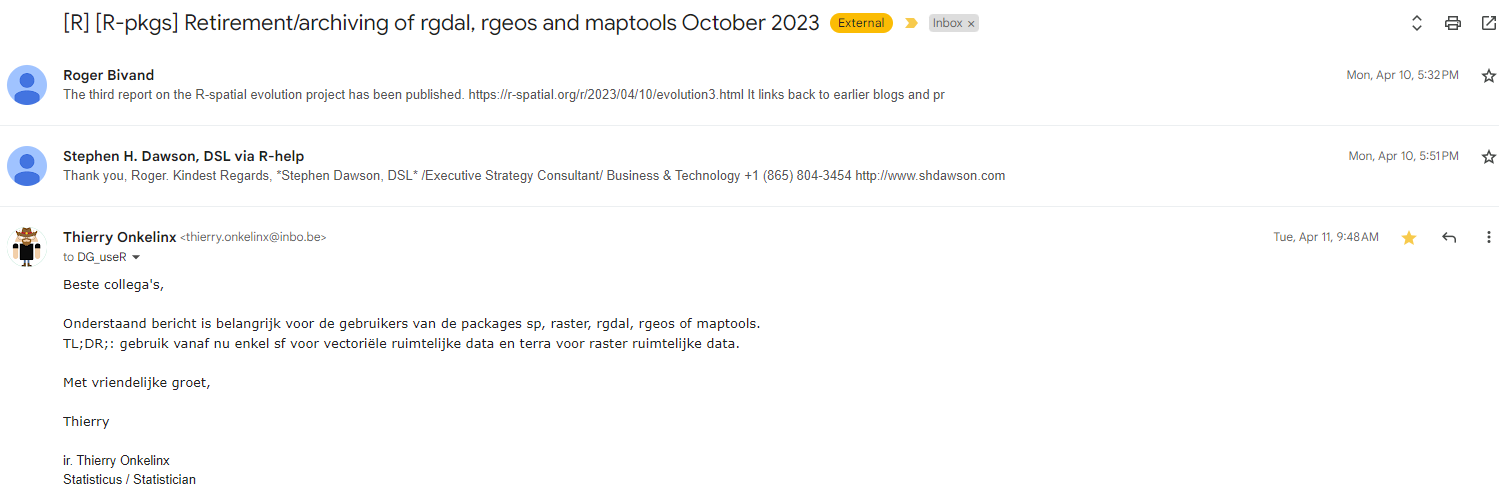 [R] [R-pkgs] Retirement/archiving of rgdal, rgeos and maptools October 2023 External Inbox ×
Roger Bivand Mon, Apr 10, 5:32 PM
The third report on the R-spatial evolution project has been published. https://r-spatial.org/r/2023/04/10/evolution3.html It links back to earlier blogs and pr
Stephen H. Dawson, DSL via R-help Mon, Apr 10, 5:51 PM
Thank you, Roger. Kindest Regards, *Stephen Dawson, DSL* /Executive Strategy Consultant/ Business & Technology +1 (865) 804-3454 http://www.shdawson.com
Thierry Onkelinx <thierry.onkelinx@inbo.be> Tue, Apr 11, 9:48 AM
to DG_useR
Beste collega's,
Onderstaand bericht is belangrijk voor de gebruikers van de packages sp, raster, rgdal, rgeos of maptools.
TL;DR;: gebruik vanaf nu enkel sf voor vectoriële ruimtelijke data en terra voor raster ruimtelijke data.
Met vriendelijke groet,
Thierry
ir. Thierry Onkelinx
Statisticus / Statistician